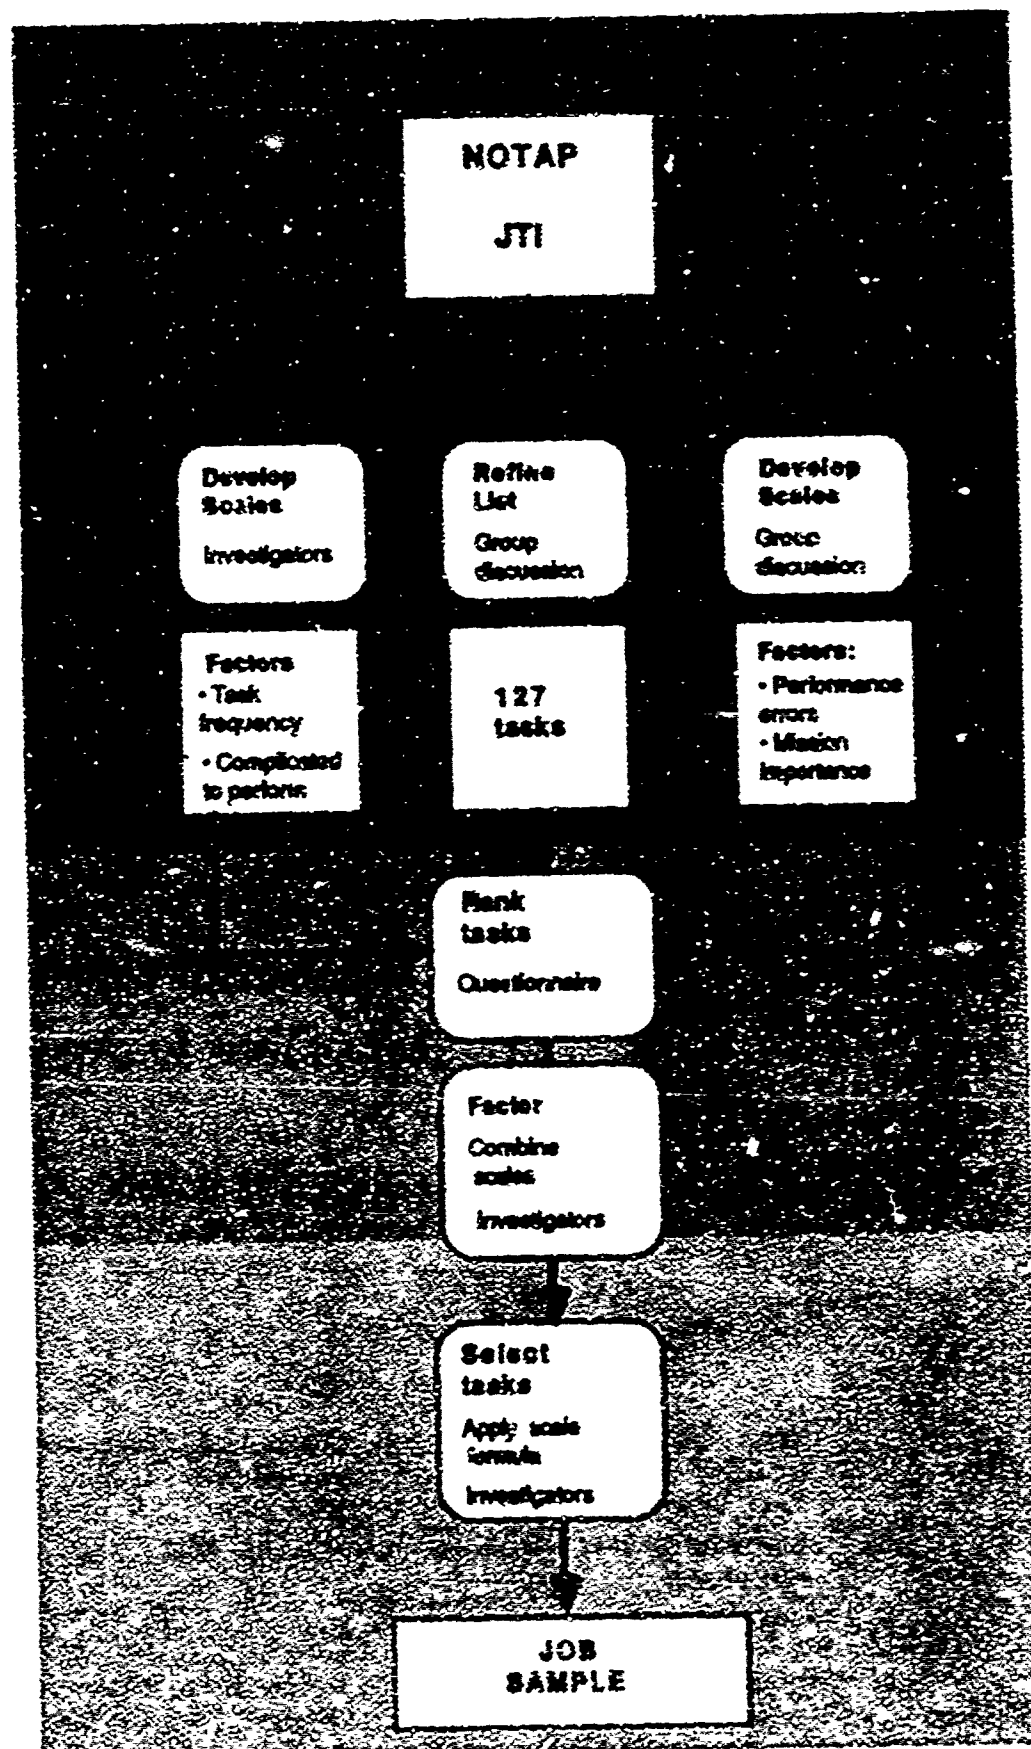 NOTAP
JTI
Develop
Scales
Investigators
Refine
List
Group
discussion
Develop
Scales
Group
discussion
Factors
• Task
frequency
• Complicated
to perform
127
tasks
Factors:
• Performance
errors
• Mission
importance
Rank
tasks
Questionnaire
Factor
Combine
scales
Investigators
Select
tasks
Apply scale
formula
Investigators
JOB
SAMPLE